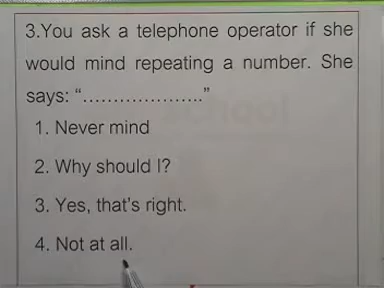 3.You ask a telephone operator if she
would mind repeating a number. She
says: “………………..”
1. Never mind
2. Why should I?
3. Yes, that's right.
4. Not at all.
school